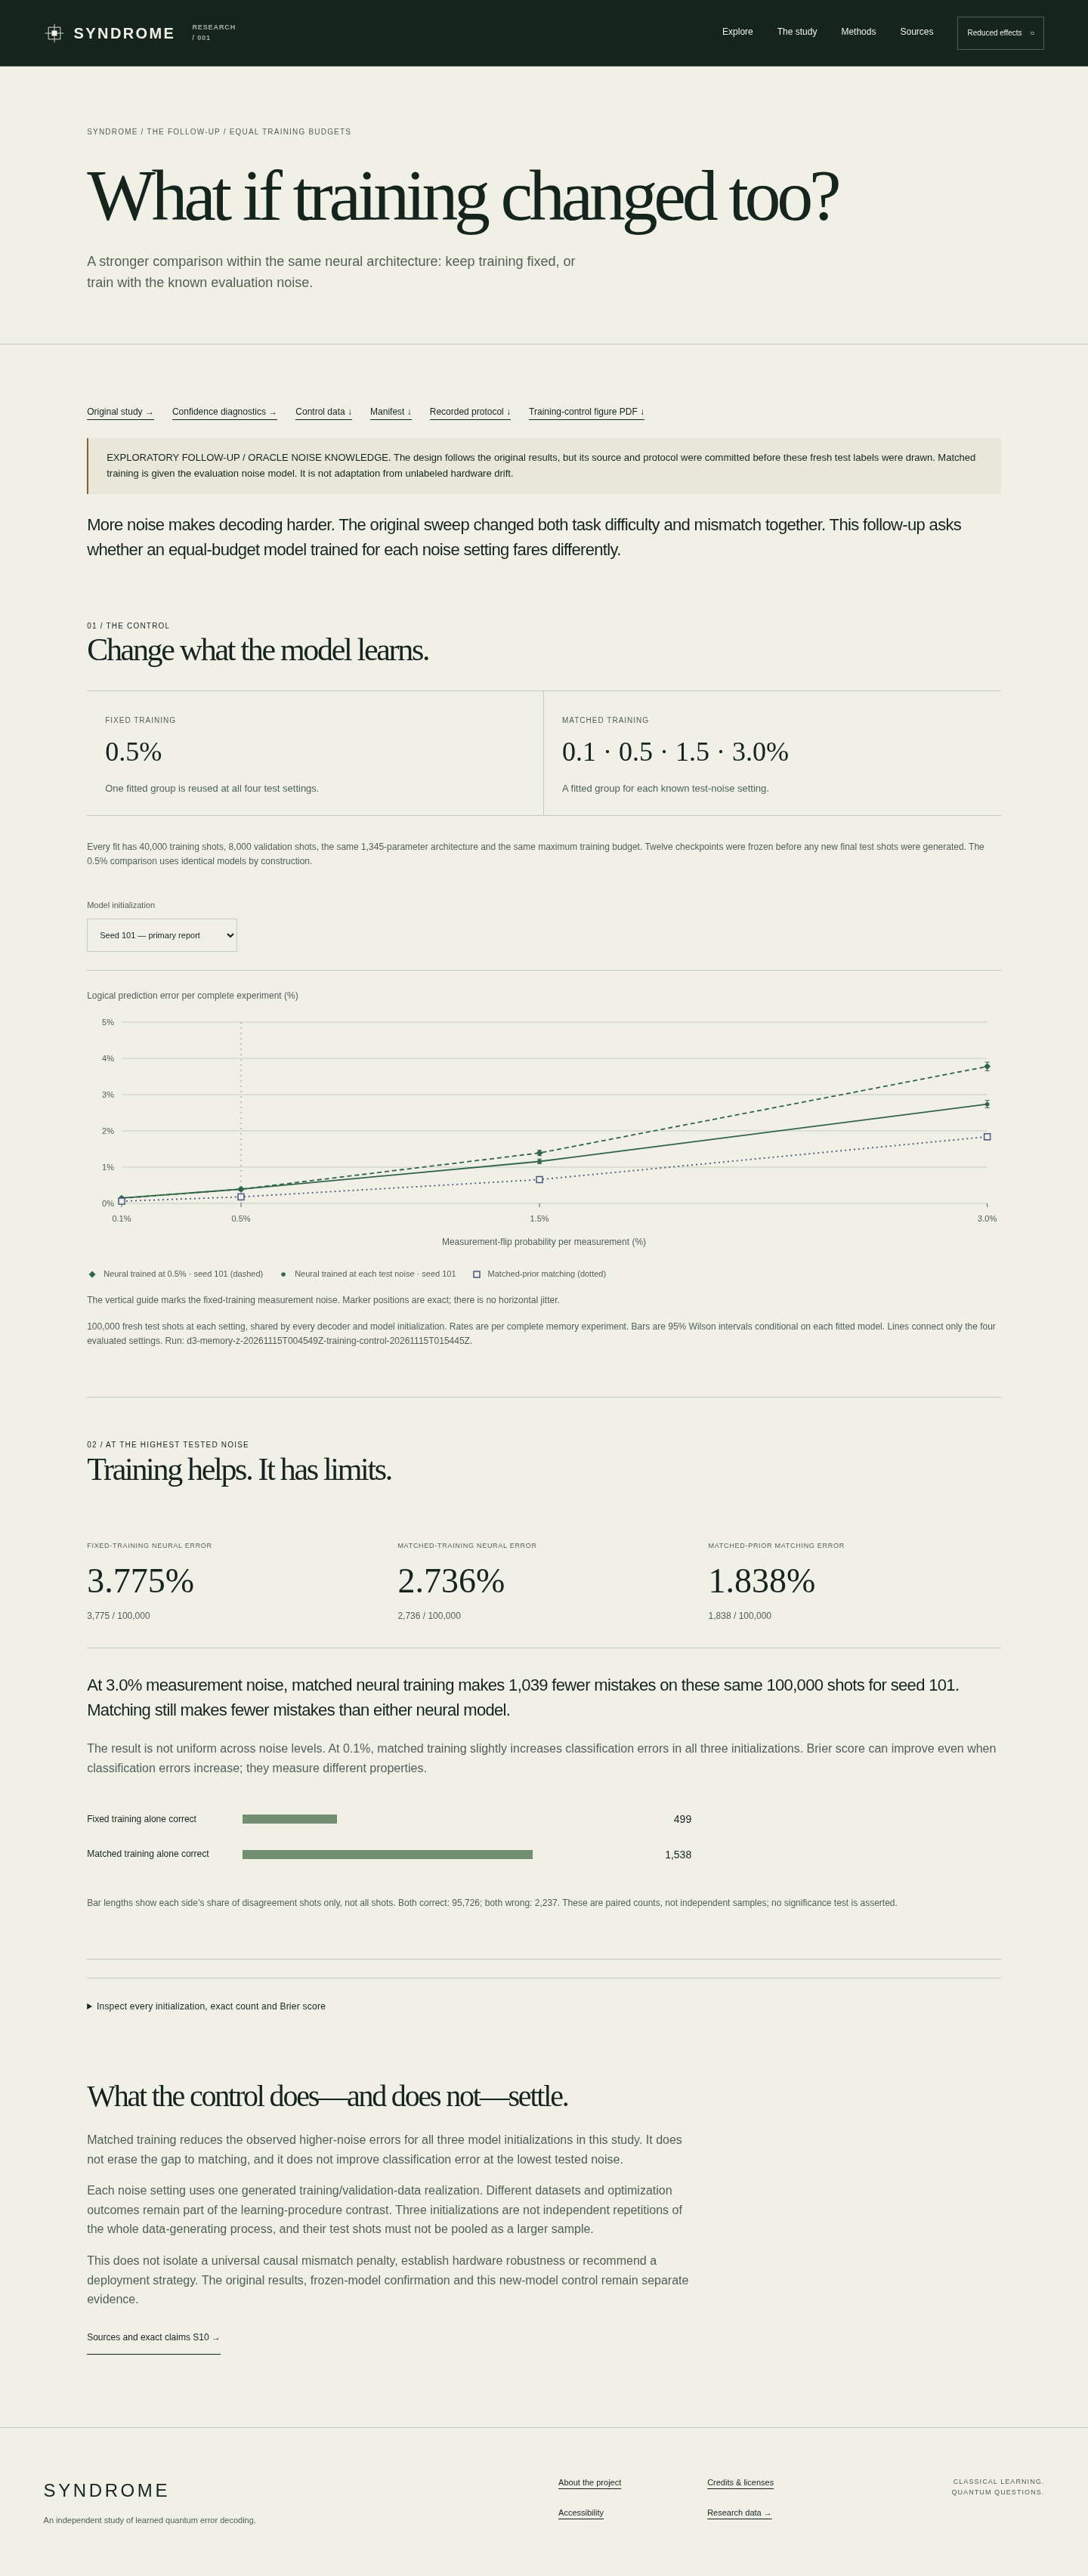 SYNDROME
RESEARCH
/ 001
Explore
The study
Methods
Sources
Reduced effects ○
SYNDROME / THE FOLLOW-UP / EQUAL TRAINING BUDGETS
What if training changed too?
A stronger comparison within the same neural architecture: keep training fixed, or
train with the known evaluation noise.
Original study →
Confidence diagnostics →
Control data ↓
Manifest ↓
Recorded protocol ↓
Training-control figure PDF ↓
EXPLORATORY FOLLOW-UP / ORACLE NOISE KNOWLEDGE. The design follows the original results, but its source and protocol were committed before these fresh test labels were drawn. Matched
training is given the evaluation noise model. It is not adaptation from unlabeled hardware drift.
More noise makes decoding harder. The original sweep changed both task difficulty and mismatch together. This follow-up asks
whether an equal-budget model trained for each noise setting fares differently.
01 / THE CONTROL
Change what the model learns.
FIXED TRAINING
0.5%
One fitted group is reused at all four test settings.
MATCHED TRAINING
0.1 · 0.5 · 1.5 · 3.0%
A fitted group for each known test-noise setting.
Every fit has 40,000 training shots, 8,000 validation shots, the same 1,345-parameter architecture and the same maximum training budget. Twelve checkpoints were frozen before any new final test shots were generated. The
0.5% comparison uses identical models by construction.
Model initialization
Seed 101 — primary report
Logical prediction error per complete experiment (%)
5%
4%
3%
2%
1%
0%
0.1%
0.5%
1.5%
3.0%
Measurement-flip probability per measurement (%)
Neural trained at 0.5% · seed 101 (dashed)
Neural trained at each test noise · seed 101
Matched-prior matching (dotted)
The vertical guide marks the fixed-training measurement noise. Marker positions are exact; there is no horizontal jitter.
100,000 fresh test shots at each setting, shared by every decoder and model initialization. Rates are per complete memory experiment. Bars are 95% Wilson intervals conditional on each fitted model. Lines connect only the four
evaluated settings. Run: d3-memory-z-20261115T004549Z-training-control-20261115T015445Z.
02 / AT THE HIGHEST TESTED NOISE
Training helps. It has limits.
FIXED-TRAINING NEURAL ERROR
3.775%
3,775 / 100,000
MATCHED-TRAINING NEURAL ERROR
2.736%
2,736 / 100,000
MATCHED-PRIOR MATCHING ERROR
1.838%
1,838 / 100,000
At 3.0% measurement noise, matched neural training makes 1,039 fewer mistakes on these same 100,000 shots for seed 101.
Matching still makes fewer mistakes than either neural model.
The result is not uniform across noise levels. At 0.1%, matched training slightly increases classification errors in all three initializations. Brier score can improve even when
classification errors increase; they measure different properties.
Fixed training alone correct
499
Matched training alone correct
1,538
Bar lengths show each side's share of disagreement shots only, not all shots. Both correct: 95,726; both wrong: 2,237. These are paired counts, not independent samples; no significance test is asserted.
▶ Inspect every initialization, exact count and Brier score
What the control does—and does not—settle.
Matched training reduces the observed higher-noise errors for all three model initializations in this study. It does
not erase the gap to matching, and it does not improve classification error at the lowest tested noise.
Each noise setting uses one generated training/validation-data realization. Different datasets and optimization
outcomes remain part of the learning-procedure contrast. Three initializations are not independent repetitions of
the whole data-generating process, and their test shots must not be pooled as a larger sample.
This does not isolate a universal causal mismatch penalty, establish hardware robustness or recommend a
deployment strategy. The original results, frozen-model confirmation and this new-model control remain separate
evidence.
Sources and exact claims S10 →
SYNDROME
An independent study of learned quantum error decoding.
About the project
Credits & licenses
Accessibility
Research data →
CLASSICAL LEARNING.
QUANTUM QUESTIONS.